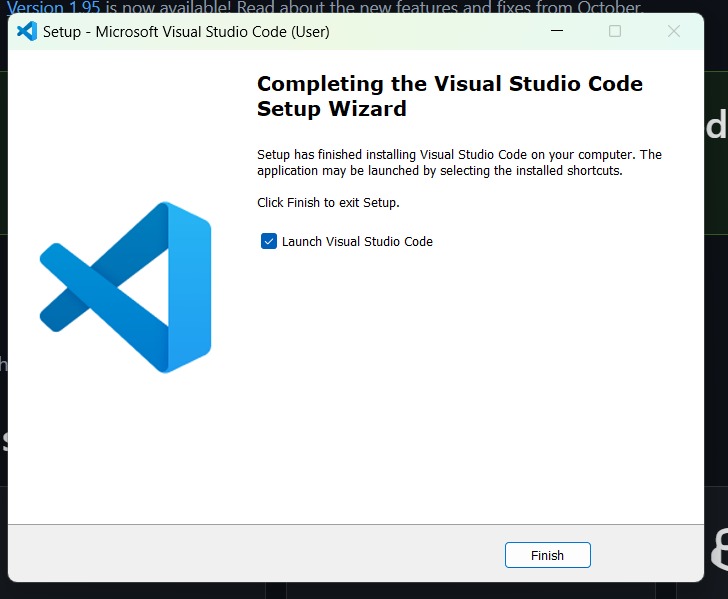 Version 1.95 is now available! Read about the new features and fixes from October.
Setup - Microsoft Visual Studio Code (User)
Completing the Visual Studio Code
Setup Wizard
Setup has finished installing Visual Studio Code on your computer. The
application may be launched by selecting the installed shortcuts.
Click Finish to exit Setup.
Launch Visual Studio Code
Finish